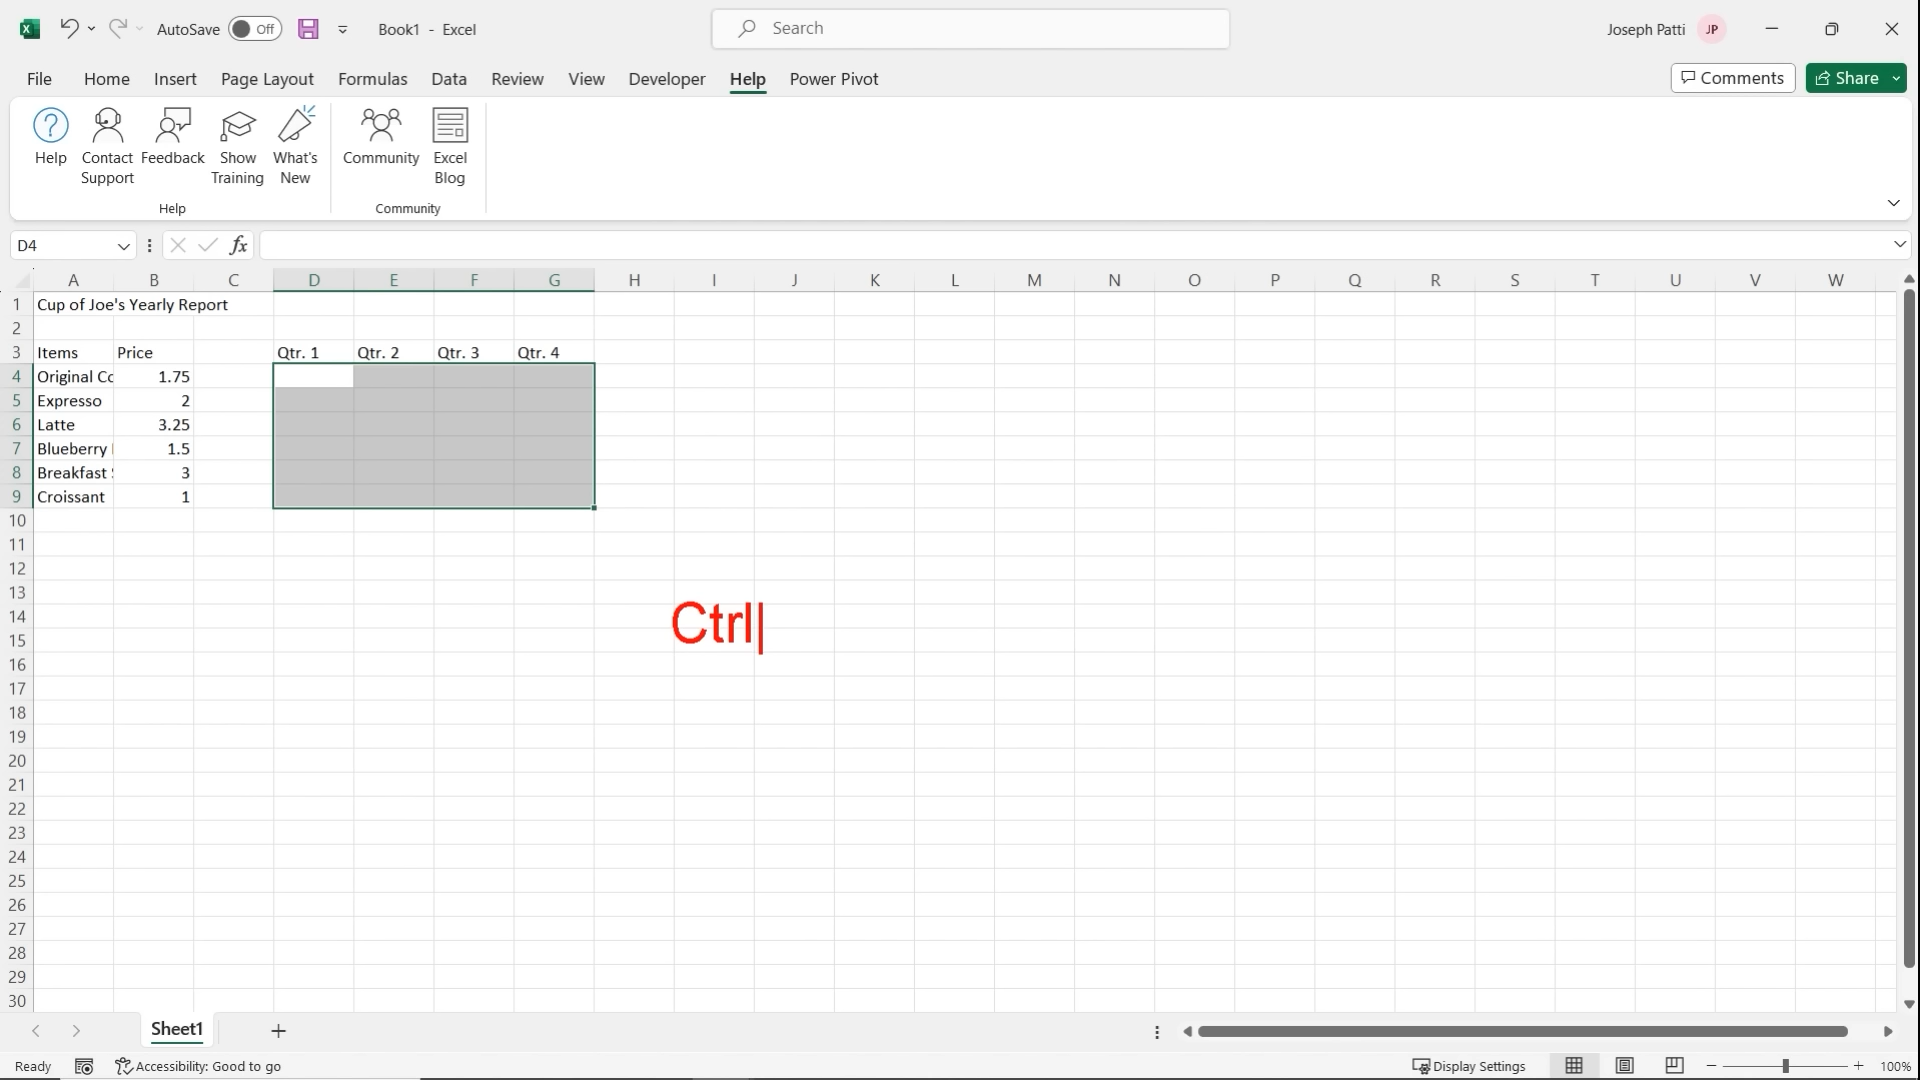 AutoSave Off Book1 - Excel Search Joseph Patti JP
File Home Insert Page Layout Formulas Data Review View Developer Help Power Pivot Comments Share
Help Contact Support Feedback Show Training What's New Community Excel Blog
Help Community
D4 fx
A B C D E F G H I J K L M N O P Q R S T U V W
1 Cup of Joe's Yearly Report
2
3 Items Price Qtr. 1 Qtr. 2 Qtr. 3 Qtr. 4
4 Original Cc 1.75
5 Expresso 2
6 Latte 3.25
7 Blueberry 1.5
8 Breakfast 3
9 Croissant 1
10
11
12
13
14
Ctrl
15
16
17
18
19
20
21
22
23
24
25
26
27
28
29
30
Sheet1
Ready Accessibility: Good to go Display Settings 100%